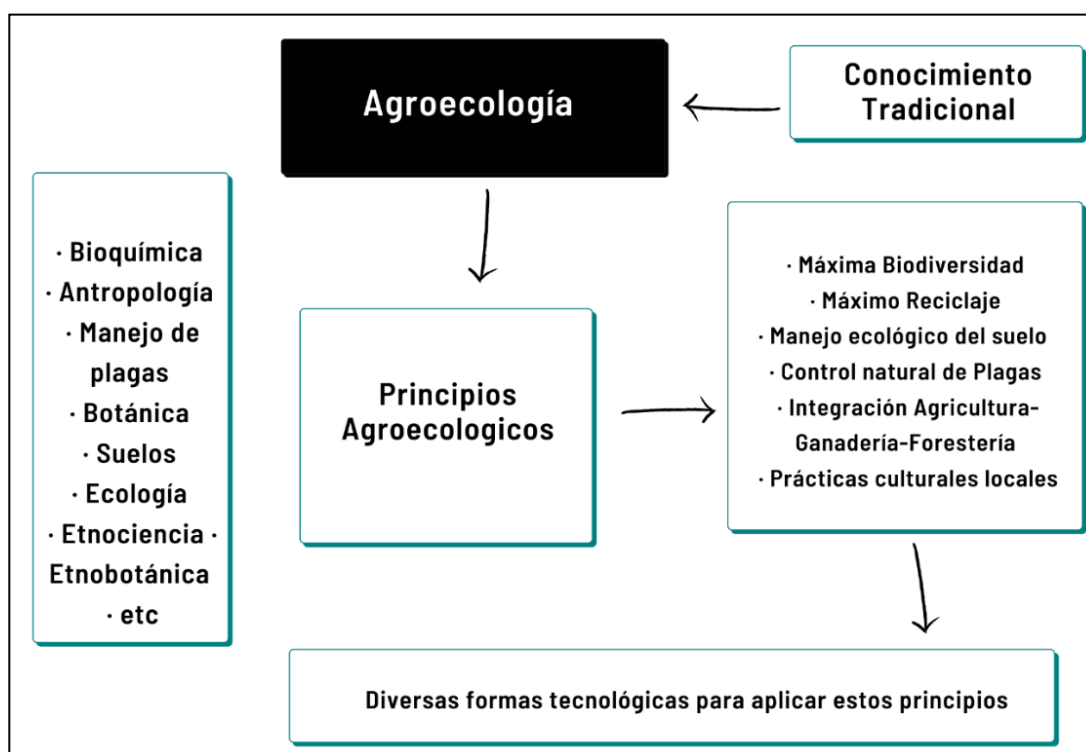 Agroecología
Conocimiento
Tradicional
· Bioquímica
· Antropología
· Manejo de
plagas
· Botánica
· Suelos
· Ecología
· Etnociencia ·
Etnobotánica
· etc
Principios
Agroecologicos
· Máxima Biodiversidad
· Máximo Reciclaje
· Manejo ecológico del suelo
· Control natural de Plagas
· Integración Agricultura-
Ganadería-Forestería
· Prácticas culturales locales
Diversas formas tecnológicas para aplicar estos principios